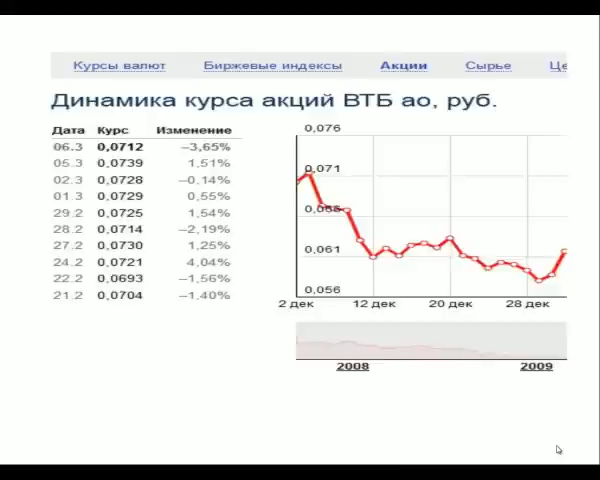 Курсы валют Биржевые индексы Акции Сырье Це
Динамика курса акций ВТБ ао, руб.
Дата Курс Изменение
06.3 0,0712 –3,65%
05.3 0,0739 1,51%
02.3 0,0728 –0,14%
01.3 0,0729 0,55%
29.2 0,0725 1,54%
28.2 0,0714 –2,19%
27.2 0,0730 1,25%
24.2 0,0721 4,04%
22.2 0,0693 –1,56%
21.2 0,0704 –1,40%
0,076
0,071
0,061
0,056
2 дек 12 дек 20 дек 28 дек
2008 2009